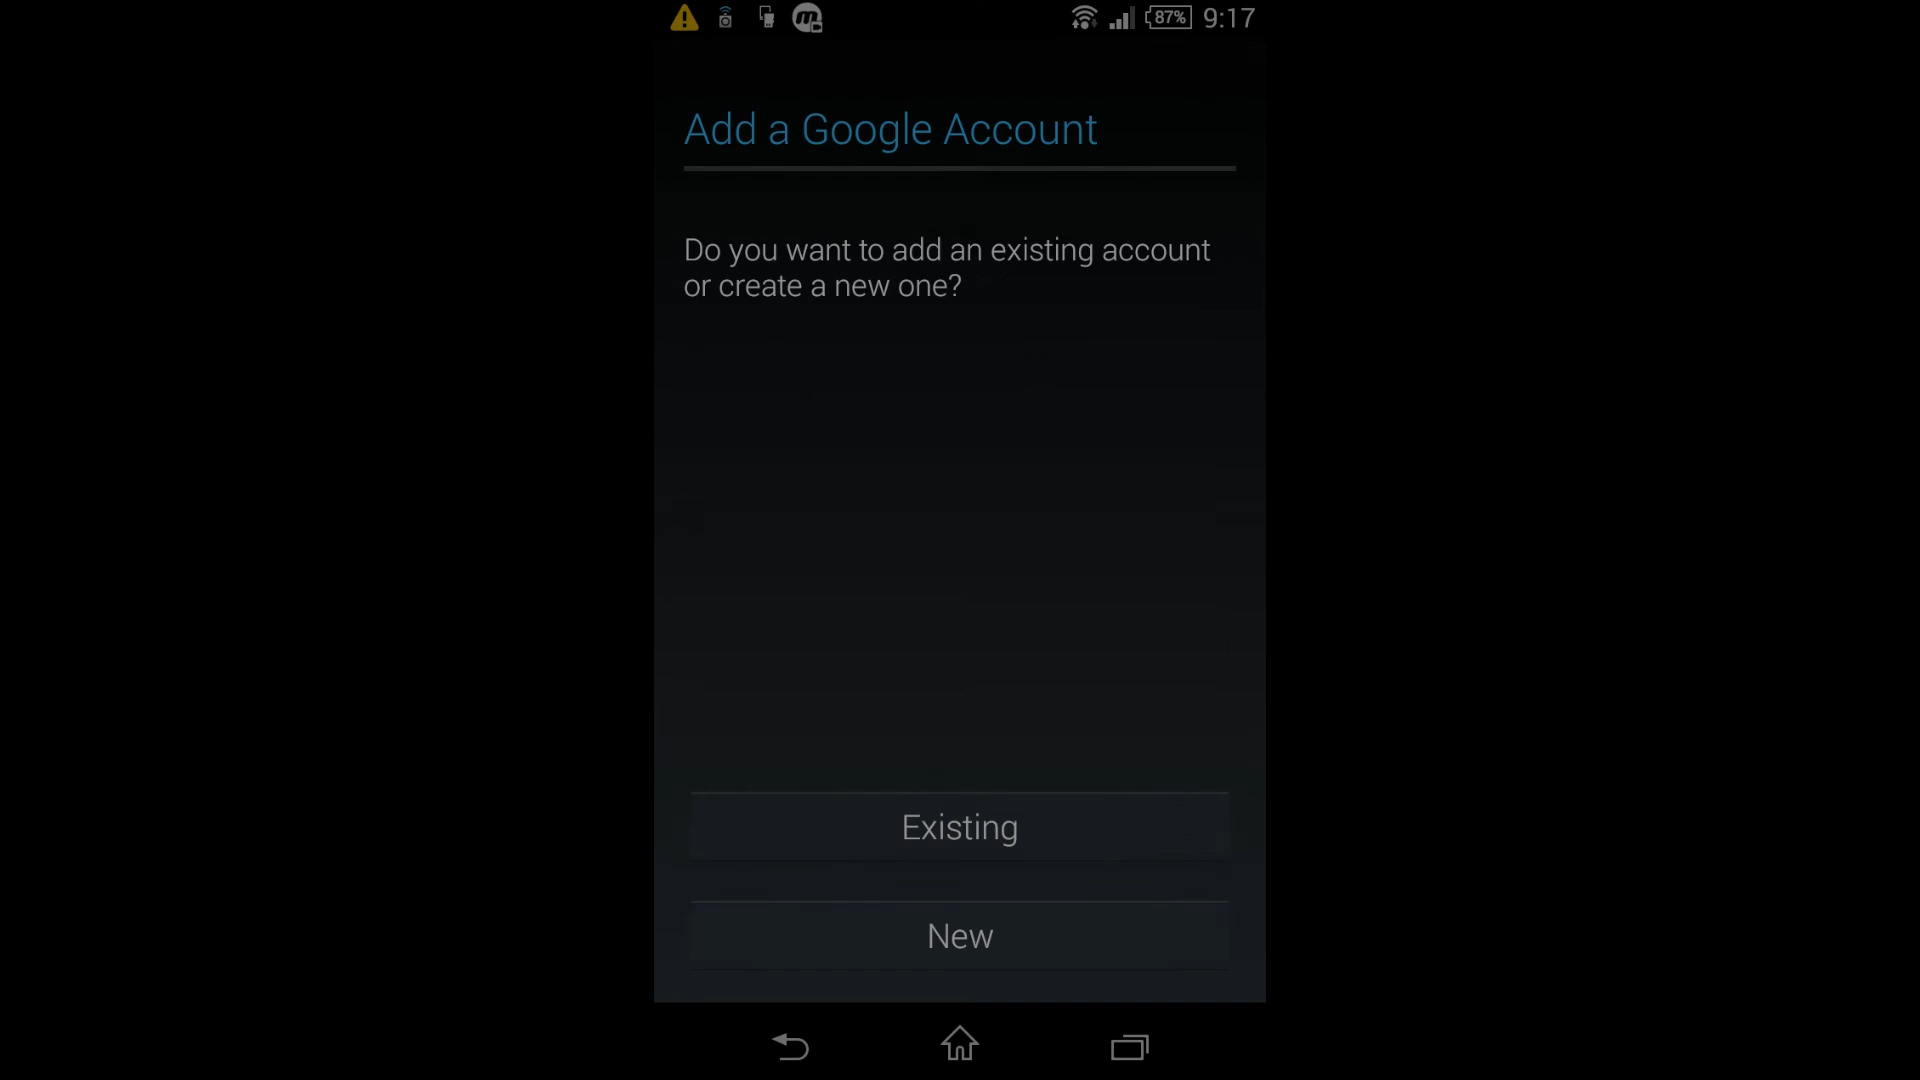 87% 9:17
Add a Google Account
Do you want to add an existing account
or create a new one?
Existing
New